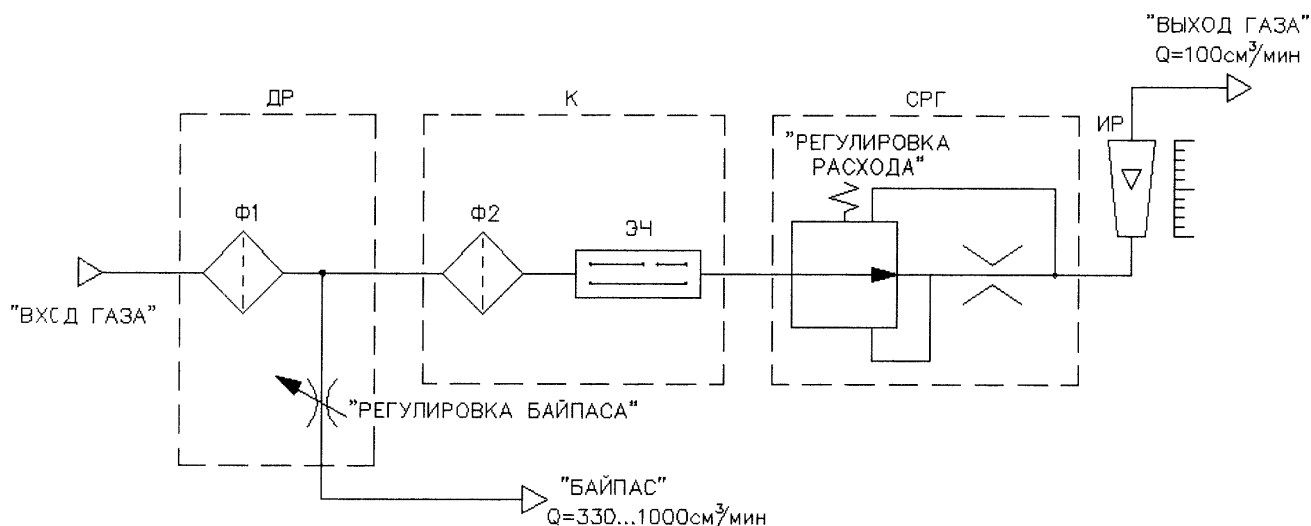 "ВЫХОД ГАЗА"
Q=100см³/мин
ДР
К
СРГ
ИР
"РЕГУЛИРОВКА
РАСХОДА"
Ф1
Ф2
ЭЧ
"ВХОД ГАЗА"
"РЕГУЛИРОВКА БАЙПАСА"
"БАЙПАС"
Q=330...1000см³/мин